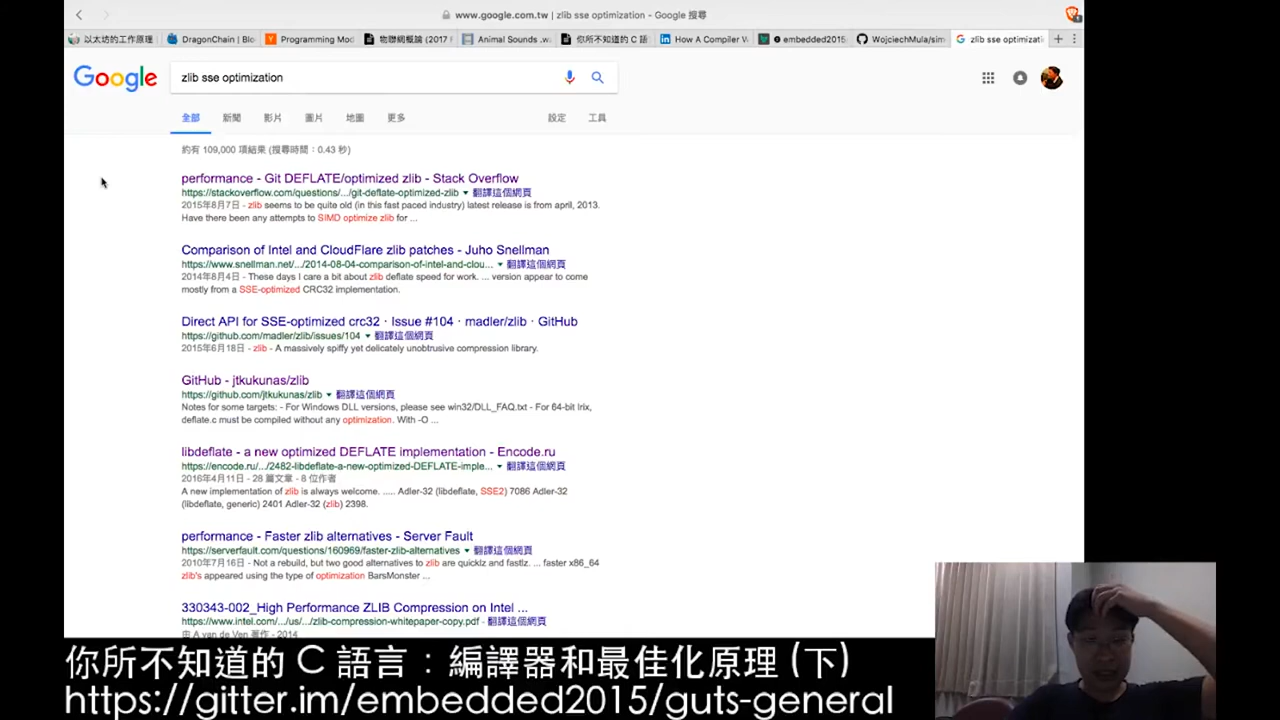 www.google.com.tw | zlib sse optimization - Google 搜尋
以太坊的工作原理
DragonChain | Bloc
Programming Mod
物聯網概論 (2017 F
Animal Sounds .wa
你所不知道的 C 語
How A Compiler W
embedded2015
WojciechMula/sim
zlib sse optimizati
Google
zlib sse optimization
全部 新聞 影片 圖片 地圖 更多 設定 工具
約有 109,000 項結果 (搜尋時間：0.43 秒)
performance - Git DEFLATE/optimized zlib - Stack Overflow
https://stackoverflow.com/questions/.../git-deflate-optimized-zlib 翻譯這個網頁
2015年8月7日 - zlib seems to be quite old (in this fast paced industry) latest release is from april, 2013.
Have there been any attempts to SIMD optimize zlib for ...
Comparison of Intel and CloudFlare zlib patches - Juho Snellman
https://www.snellman.net/.../2014-08-04-comparison-of-intel-and-clou... 翻譯這個網頁
2014年8月4日 - These days I care a bit about zlib deflate speed for work. ... version appear to come
mostly from a SSE-optimized CRC32 implementation.
Direct API for SSE-optimized crc32 · Issue #104 · madler/zlib · GitHub
https://github.com/madler/zlib/issues/104 翻譯這個網頁
2015年6月18日 - zlib - A massively spiffy yet delicately unobtrusive compression library.
GitHub - jtkukunas/zlib
https://github.com/jtkukunas/zlib 翻譯這個網頁
Notes for some targets: - For Windows DLL versions, please see win32/DLL_FAQ.txt - For 64-bit Irix,
deflate.c must be compiled without any optimization. With -O ...
libdeflate - a new optimized DEFLATE implementation - Encode.ru
https://encode.ru/.../2482-libdeflate-a-new-optimized-DEFLATE-imple... 翻譯這個網頁
2016年4月11日 - 28 篇文章 - 8 位作者
A new implementation of zlib is always welcome. ..... Adler-32 (libdeflate, SSE2) 7086 Adler-32
(libdeflate, generic) 2401 Adler-32 (zlib) 2398.
performance - Faster zlib alternatives - Server Fault
https://serverfault.com/questions/160969/faster-zlib-alternatives 翻譯這個網頁
2010年7月16日 - Not a rebuild, but two good alternatives to zlib are quicklz and fastlz. ... faster x86_64
zlib's appeared using the type of optimization BarsMonster ...
330343-002_High Performance ZLIB Compression on Intel ...
https://www.intel.com/.../us/.../zlib-compression-whitepaper-copy.pdf - 翻譯這個網頁
由 A van de Ven 著作 - 2014
你所不知道的 C 語言：編譯器和最佳化原理 (下)
https://gitter.im/embedded2015/guts-general